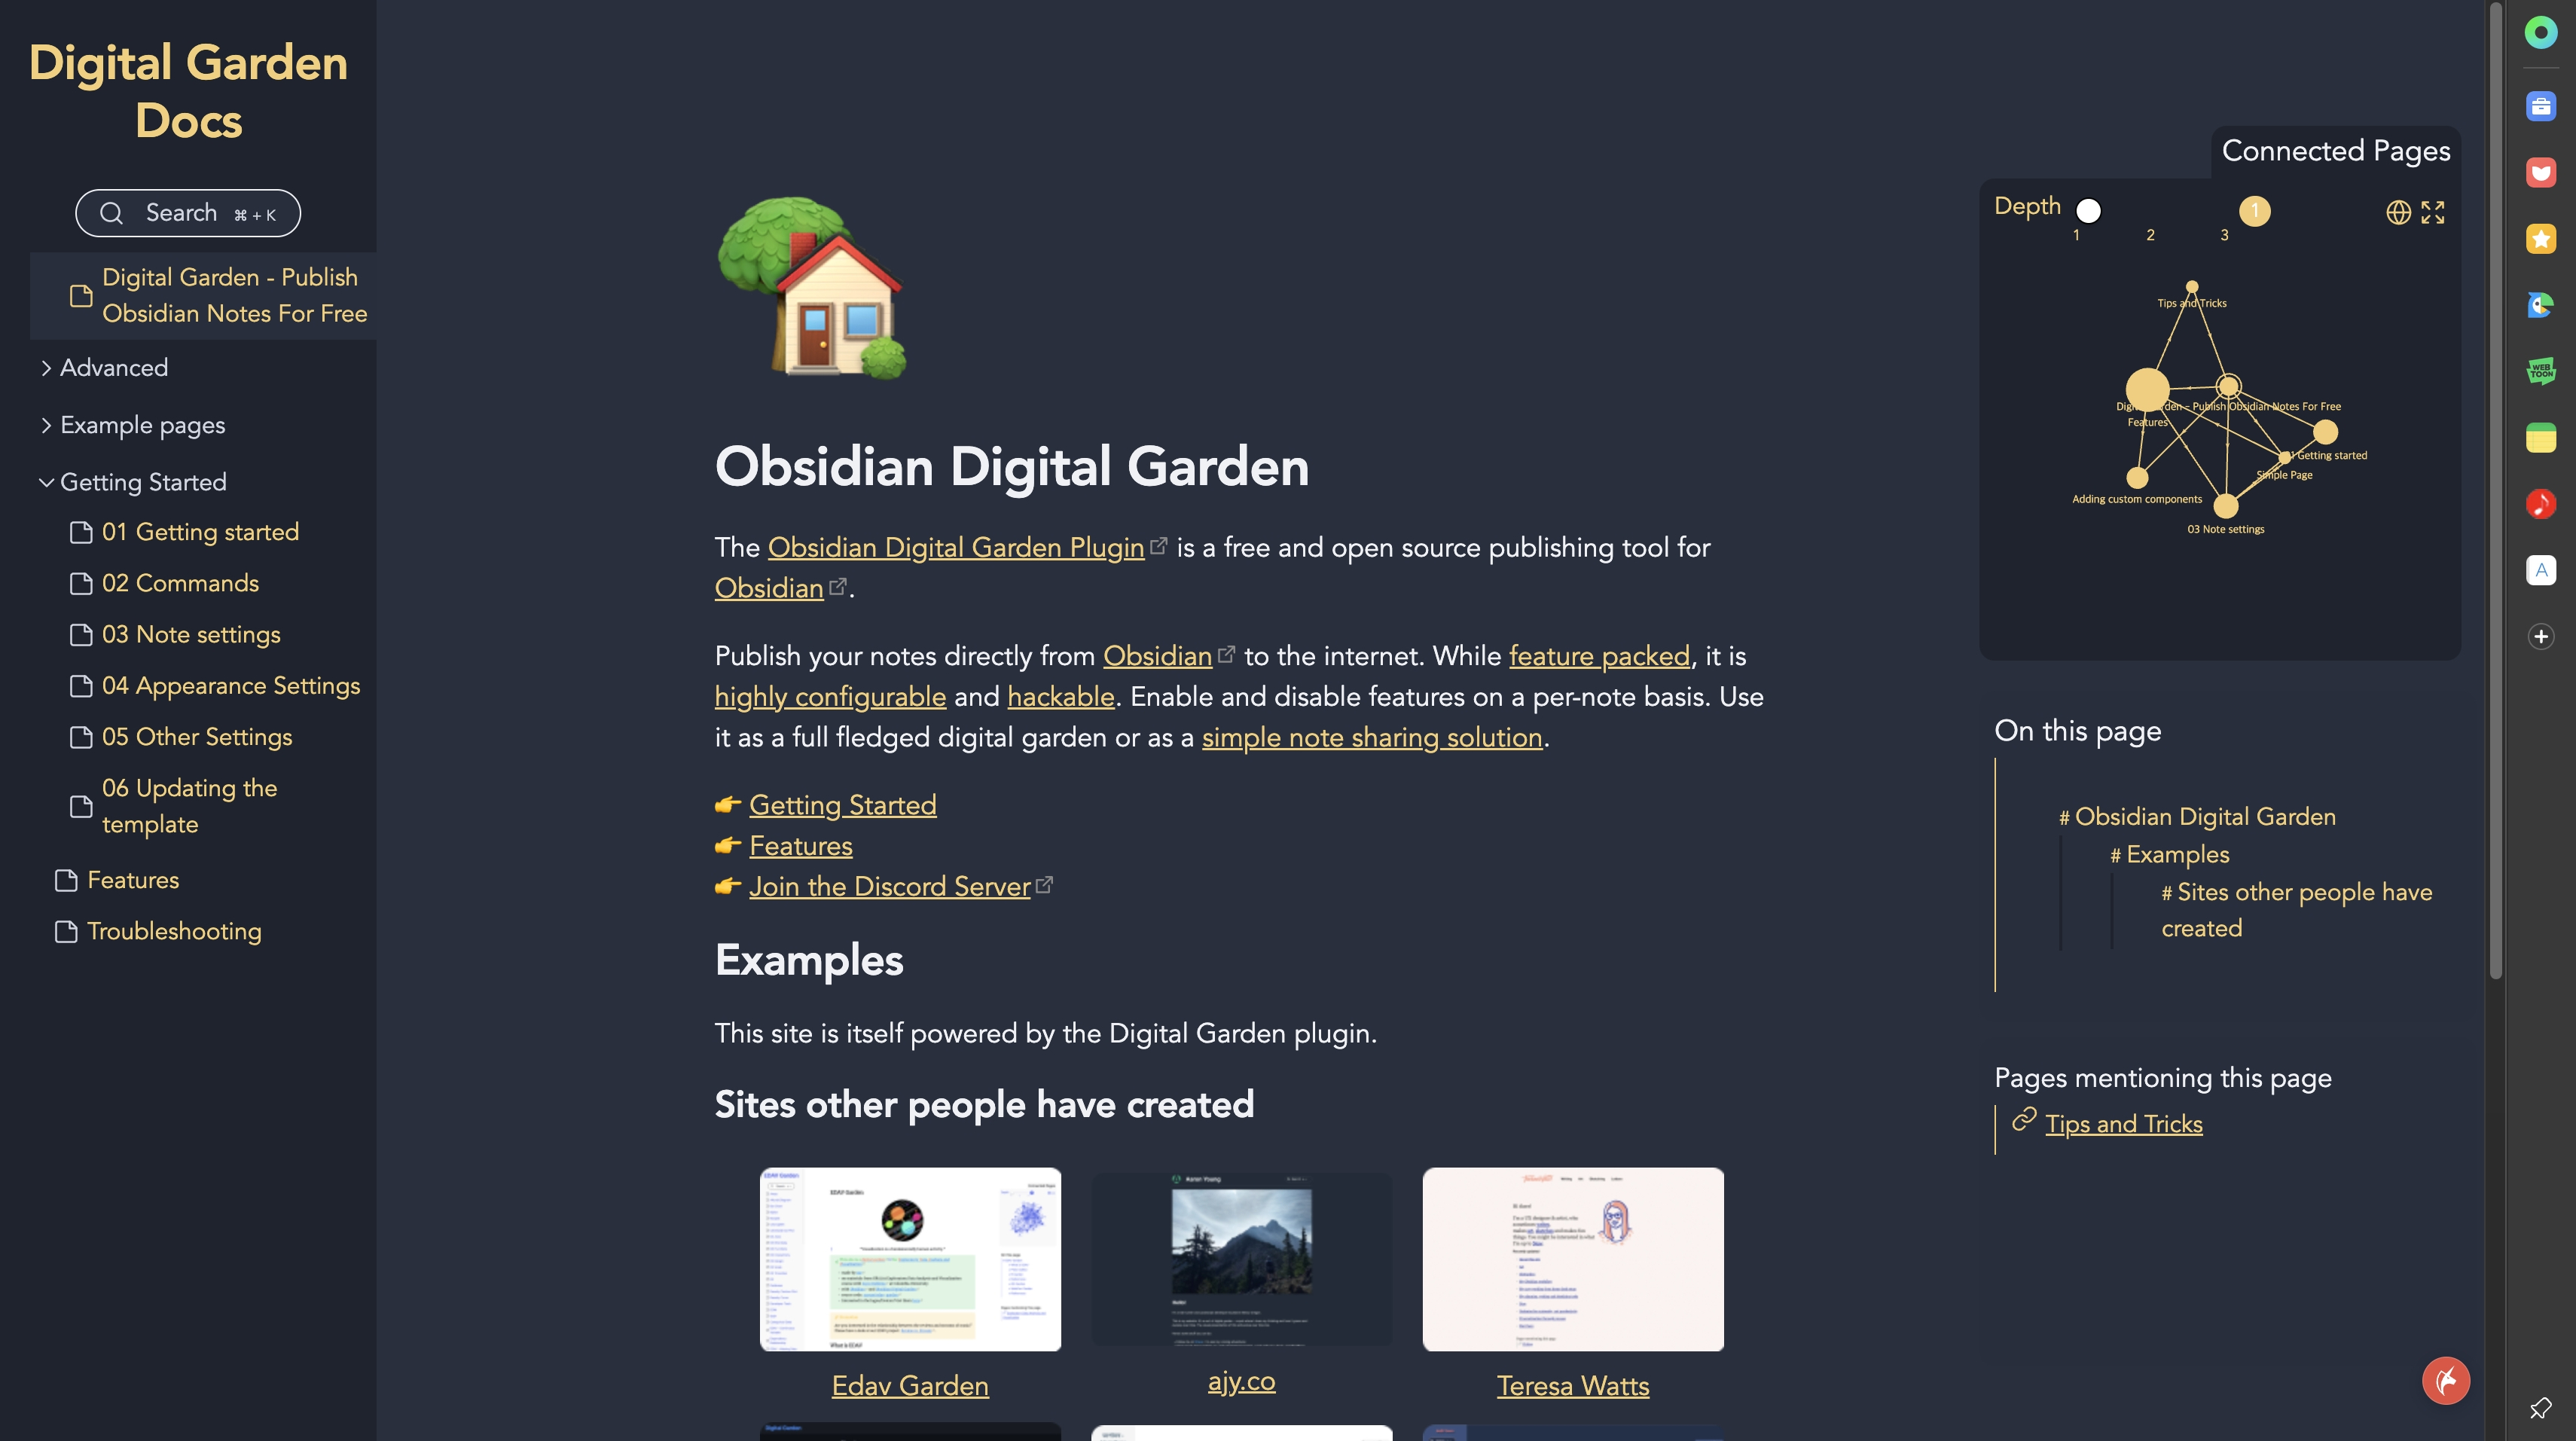 Digital Garden
Docs
Search ⌘ + K
Digital Garden - Publish
Obsidian Notes For Free
Advanced
Example pages
Getting Started
01 Getting started
02 Commands
03 Note settings
04 Appearance Settings
05 Other Settings
06 Updating the
template
Features
Troubleshooting
Obsidian Digital Garden
The Obsidian Digital Garden Plugin is a free and open source publishing tool for
Obsidian.
Publish your notes directly from Obsidian to the internet. While feature packed, it is
highly configurable and hackable. Enable and disable features on a per-note basis. Use
it as a full fledged digital garden or as a simple note sharing solution.
👉 Getting Started
👉 Features
👉 Join the Discord Server
Examples
This site is itself powered by the Digital Garden plugin.
Sites other people have created
EDAV Garden
Edav Garden
ajy.co
Teresa Watts
Digital Garden
Connected Pages
Depth 1
1 2 3
Tips and Tricks
Digital Garden - Publish Obsidian Notes For Free
Features
Getting started
Simple Page
Adding custom components
03 Note settings
On this page
# Obsidian Digital Garden
# Examples
# Sites other people have
created
Pages mentioning this page
Tips and Tricks
WEB
TOON
A